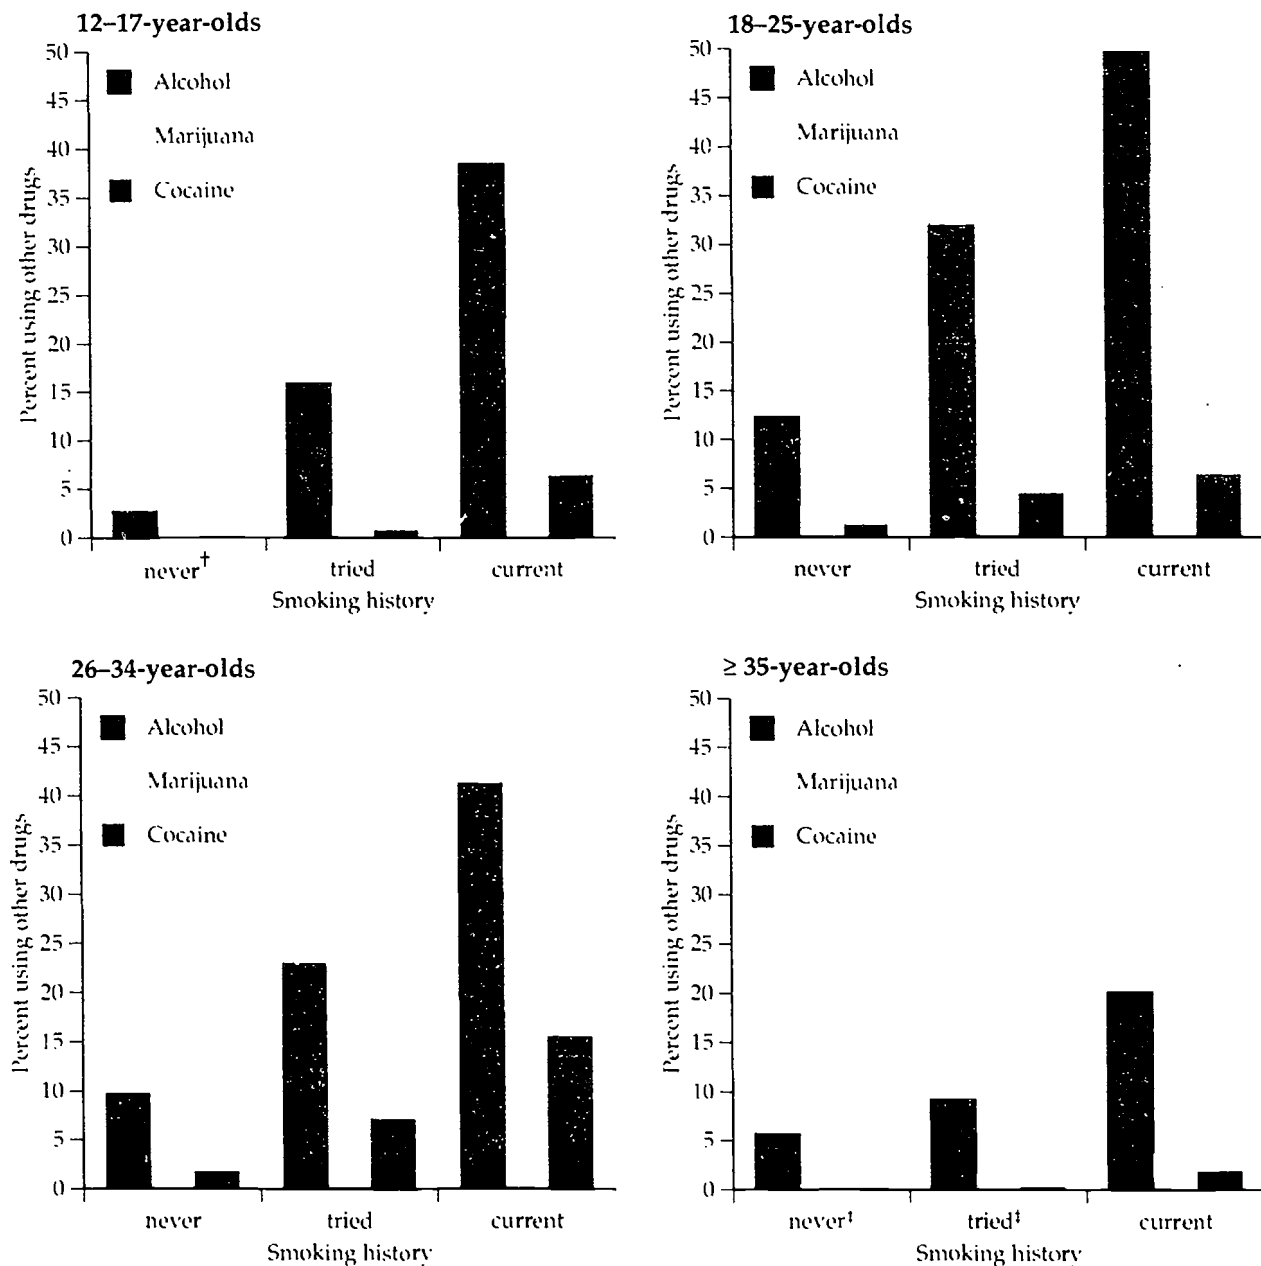 12–17-year-olds
50
45
40
35
30
25
20
15
10
5
0
Percent using other drugs
Alcohol
Marijuana
Cocaine
never†
tried
current
Smoking history
18–25-year-olds
50
45
40
35
30
25
20
15
10
5
0
Percent using other drugs
Alcohol
Marijuana
Cocaine
never
tried
current
Smoking history
26–34-year-olds
50
45
40
35
30
25
20
15
10
5
0
Percent using other drugs
Alcohol
Marijuana
Cocaine
never
tried
current
Smoking history
≥ 35-year-olds
50
45
40
35
30
25
20
15
10
5
0
Percent using other drugs
Alcohol
Marijuana
Cocaine
never‡
tried‡
current
Smoking history